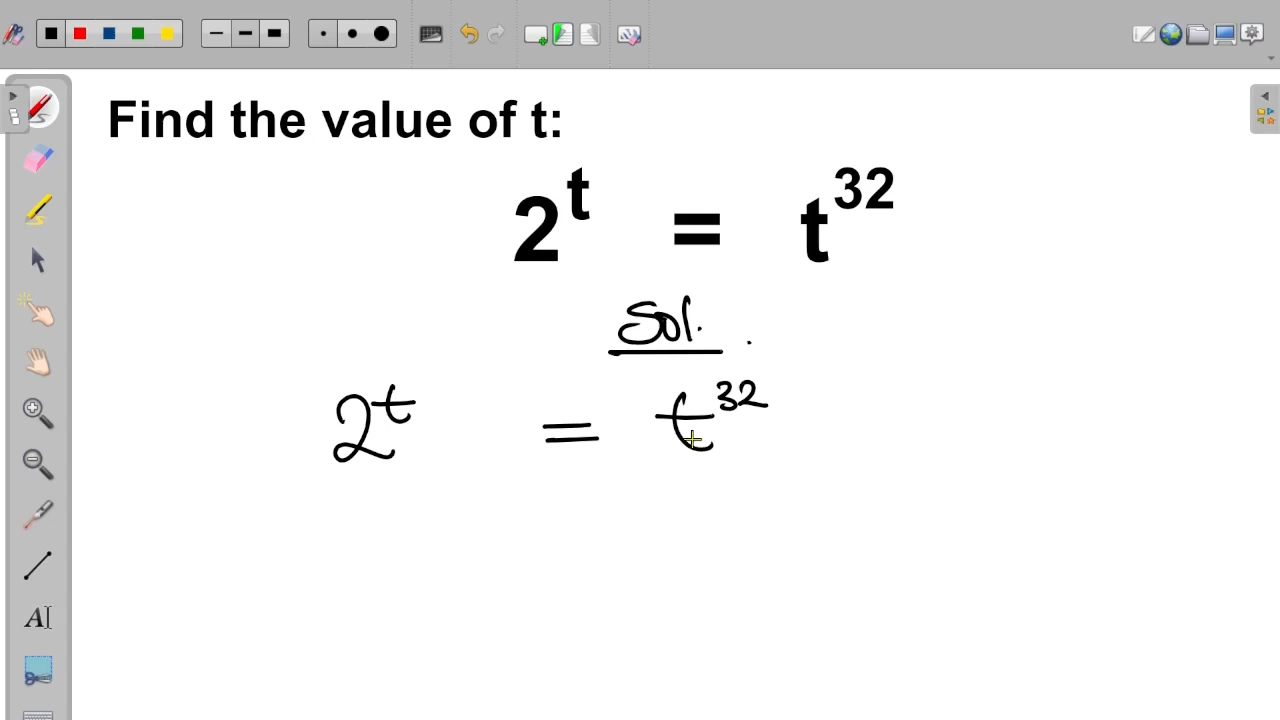 Find the value of t:
2^t = t^32
Sol.
2^t = t^32